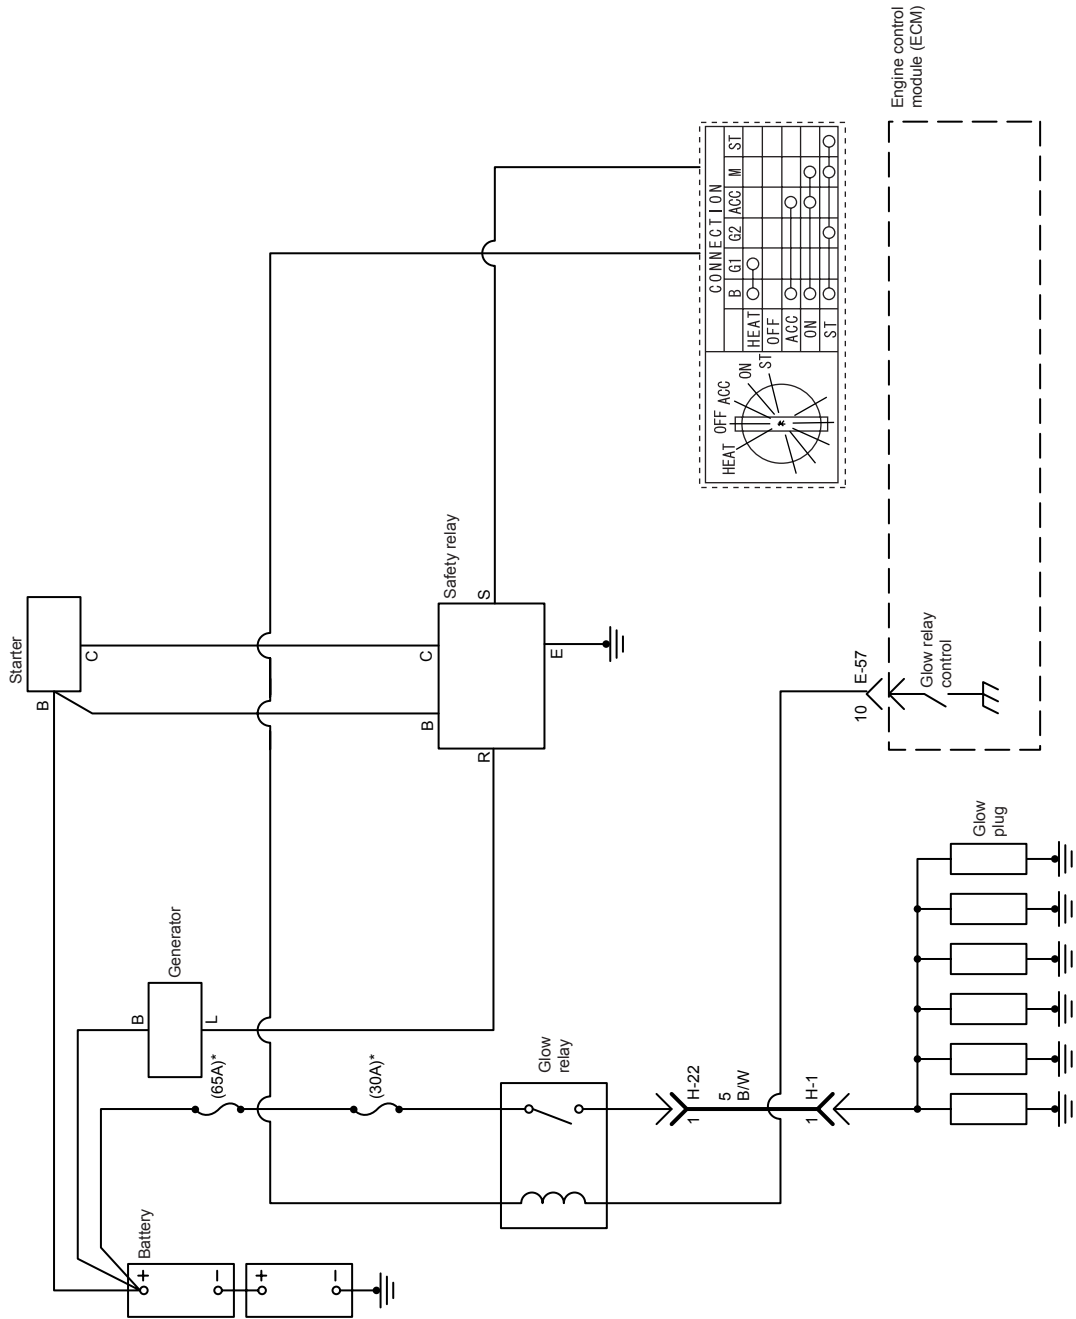 Engine control
module (ECM)
CONNECTION
B G1 G2 ACC M ST
HEAT
OFF
ACC
ON
ST
HEAT
OFF
ACC
ON
ST
Starter
B
C
Safety relay
B
C
S
R
E
Generator
B
L
(65A)*
(30A)*
Glow
relay
Battery
+
-
+
-
1 H-22
5
B/W
1 H-1
10 E-57
Glow relay
control
Glow
plug